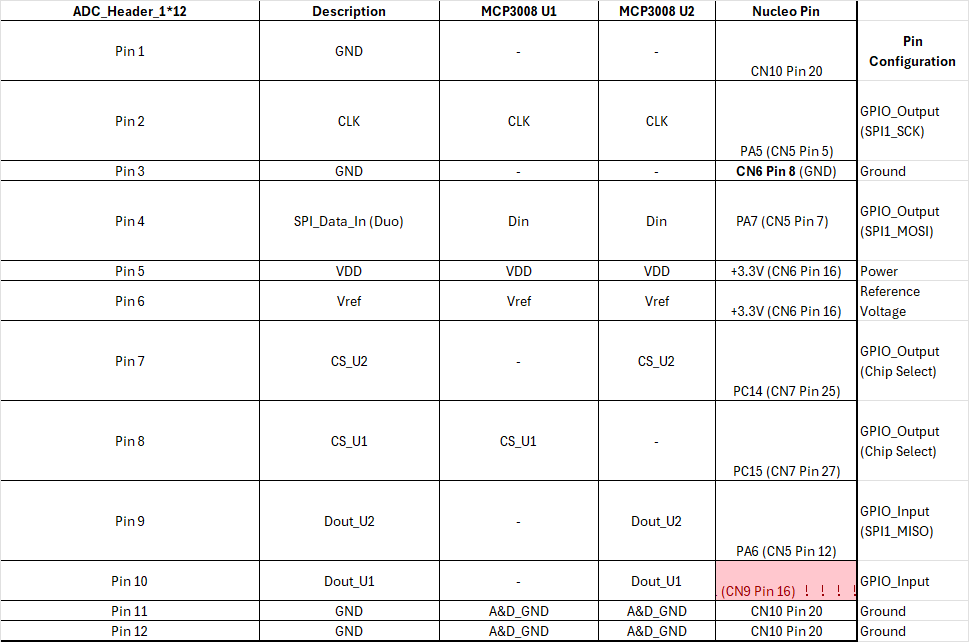 ADC_Header_1*12 Description MCP3008 U1 MCP3008 U2 Nucleo Pin
Pin
Configuration
Pin 1 GND - -
CN10 Pin 20
Pin 2 CLK CLK CLK
PA5 (CN5 Pin 5)
GPIO_Output
(SPI1_SCK)
Pin 3 GND - - CN6 Pin 8 (GND) Ground
Pin 4 SPI_Data_In (Duo) Din Din PA7 (CN5 Pin 7)
GPIO_Output
(SPI1_MOSI)
Pin 5 VDD VDD VDD +3.3V (CN6 Pin 16) Power
Pin 6 Vref Vref Vref
+3.3V (CN6 Pin 16)
Reference
Voltage
Pin 7 CS_U2 - CS_U2
PC14 (CN7 Pin 25)
GPIO_Output
(Chip Select)
Pin 8 CS_U1 CS_U1 -
PC15 (CN7 Pin 27)
GPIO_Output
(Chip Select)
Pin 9 Dout_U2 - Dout_U2
PA6 (CN5 Pin 12)
GPIO_Input
(SPI1_MISO)
Pin 10 Dout_U1 - Dout_U1
(CN9 Pin 16) ! ! ! !
GPIO_Input
Pin 11 GND A&D_GND A&D_GND CN10 Pin 20 Ground
Pin 12 GND A&D_GND A&D_GND CN10 Pin 20 Ground